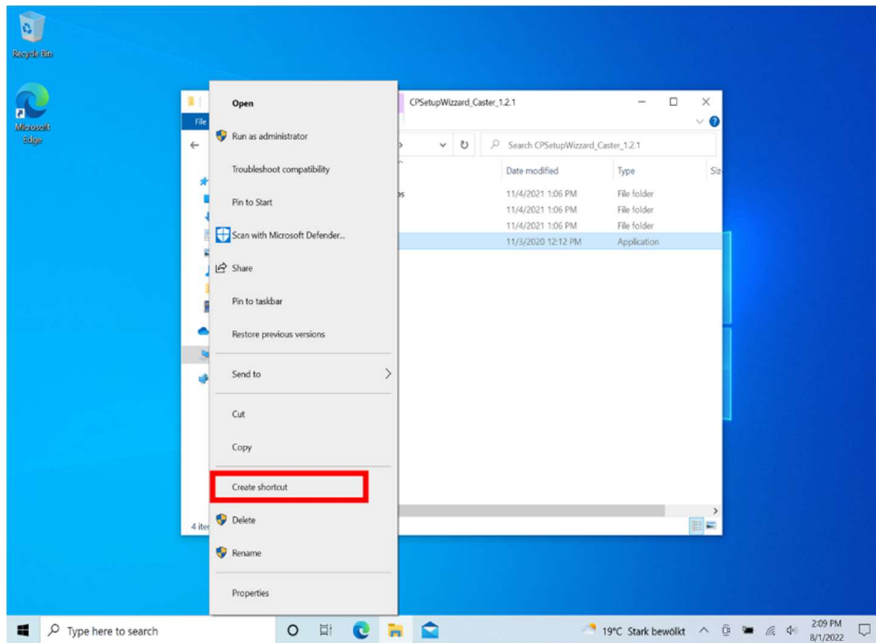 Recycle Bin
Microsoft
Edge
Open
Run as administrator
Troubleshoot compatibility
Pin to Start
Scan with Microsoft Defender...
Share
Pin to taskbar
Restore previous versions
Send to
Cut
Copy
Create shortcut
Delete
Rename
Properties
CPSetupWizzard_Caster_1.2.1
File
Search CPSetupWizzard_Caster_1.2.1
Date modified Type Siz
11/4/2021 1:06 PM File folder
11/4/2021 1:06 PM File folder
11/4/2021 1:06 PM File folder
11/3/2020 12:12 PM Application
4 ite
Type here to search
19°C Stark bewölkt
2:09 PM
8/1/2022